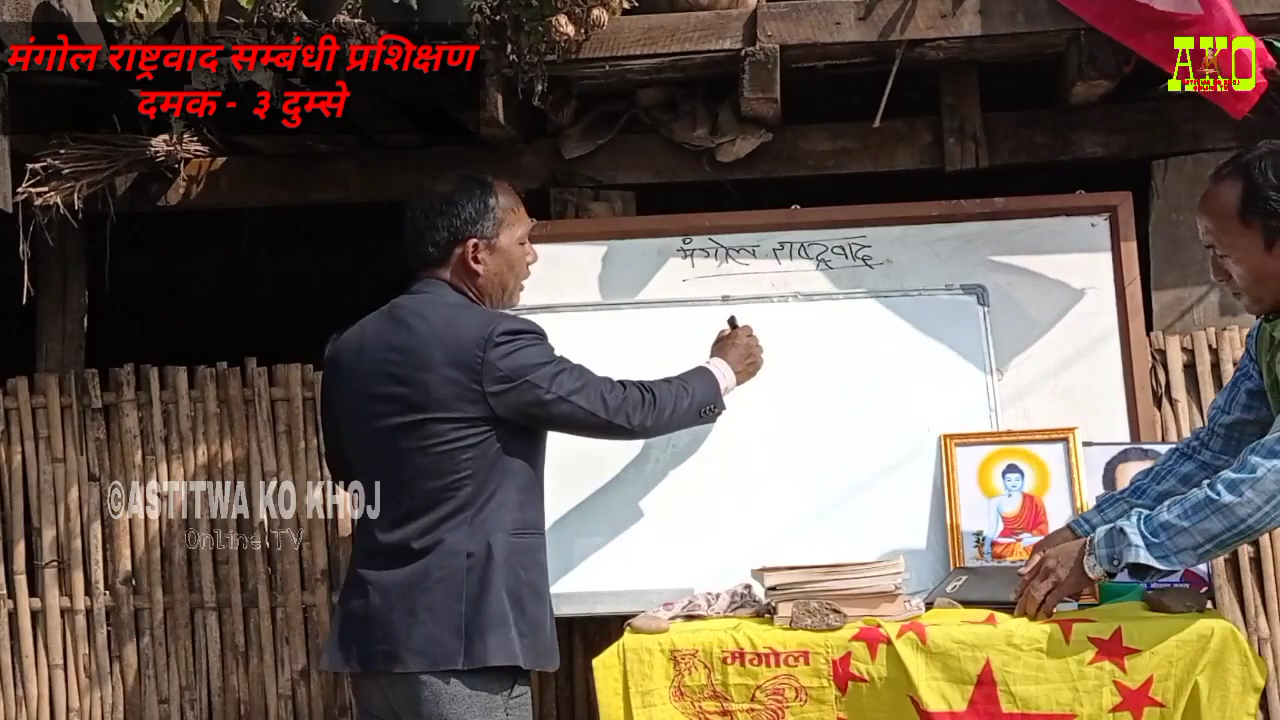 मंगोल राष्ट्रवाद सम्बंधी प्रशिक्षण
दमक - ३ दुम्से
AKO
मंगोल राष्ट्रवाद
©ASTITWA KO KHOJ
Online TV
मंगोल